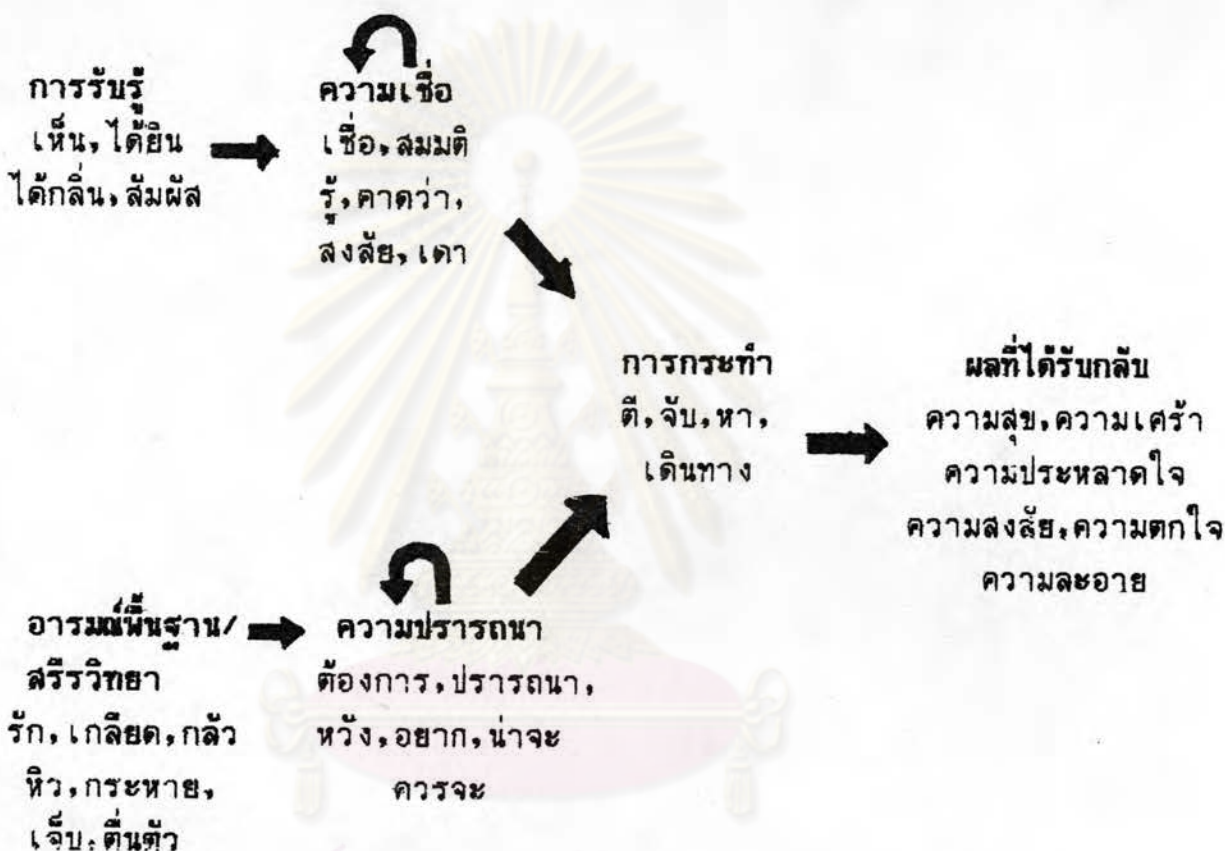 การรับรู้
เห็น,ได้ยิน
ได้กลิ่น,สัมผัส
ความเชื่อ
เชื่อ,สมมติ
รู้,คาดว่า,
สงสัย,เดา
การกระทำ
ตี,จับ,หา,
เดินทาง
ผลที่ได้รับกลับ
ความสุข,ความเศร้า
ความประหลาดใจ
ความสงสัย,ความตกใจ
ความละอาย
อารมณ์พื้นฐาน/
สรีรวิทยา
รัก,เกลียด,กลัว
หิว,กระหาย,
เจ็บ,ตื่นตัว
ความปรารถนา
ต้องการ,ปรารถนา,
หวัง,อยาก,น่าจะ
ควรจะ